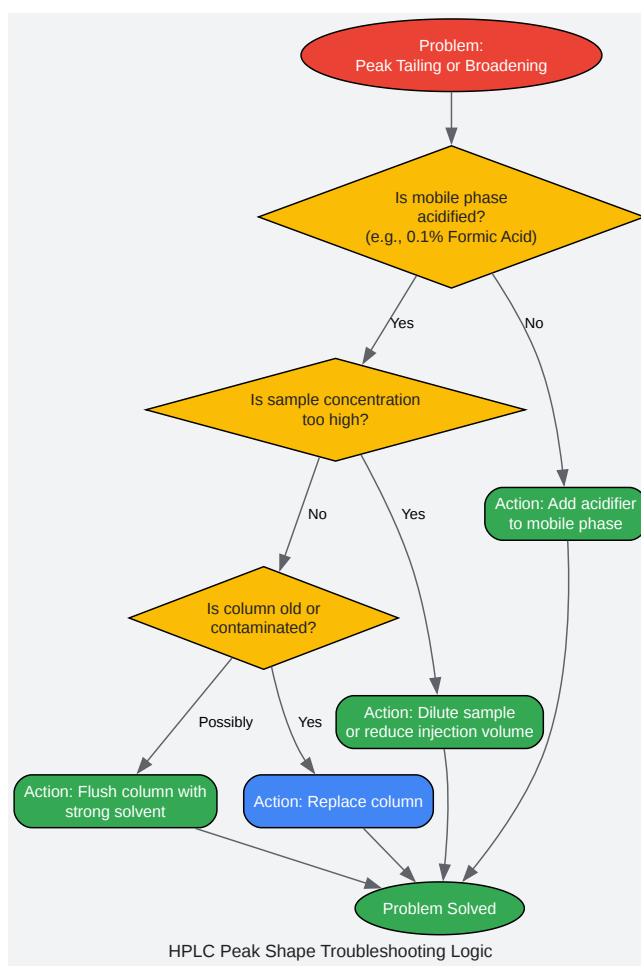 Problem:
Peak Tailing or Broadening
Is mobile phase
acidified?
(e.g., 0.1% Formic Acid)
Yes
No
Is sample concentration
too high?
Action: Add acidifier
to mobile phase
No
Yes
Is column old or
contaminated?
Possibly
Yes
Action: Dilute sample
or reduce injection volume
Action: Flush column with
strong solvent
Action: Replace column
Problem Solved
HPLC Peak Shape Troubleshooting Logic